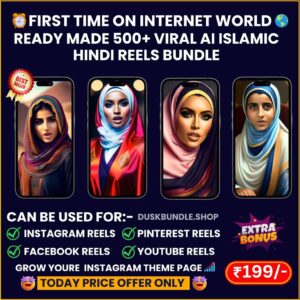 ⏰FIRST TIME ON INTERNET WORLD🌎
READY MADE 500+ VIRAL AI ISLAMIC
HINDI REELS BUNDLE
BEST SELLER
CAN BE USED FOR:- DUSKBUNDLE.SHOP
INSTAGRAM REELS PINTEREST REELS
FACEBOOK REELS YOUTUBE REELS
EXTRA
BONUS
GROW YOURE INSTAGRAM THEME PAGE
TODAY PRICE OFFER ONLY
₹199/-